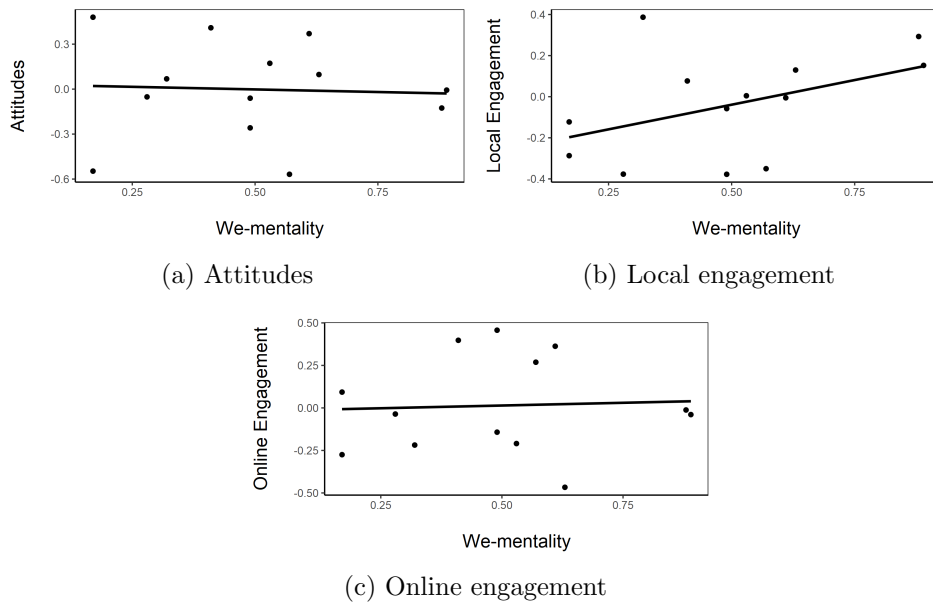 Attitudes
0.3
0.0
-0.3
-0.6
0.25
0.50
0.75
We-mentality
(a) Attitudes
Local Engagement
0.4
0.2
0.0
-0.2
-0.4
0.25
0.50
0.75
We-mentality
(b) Local engagement
Online Engagement
0.50
0.25
0.00
-0.25
-0.50
0.25
0.50
0.75
We-mentality
(c) Online engagement